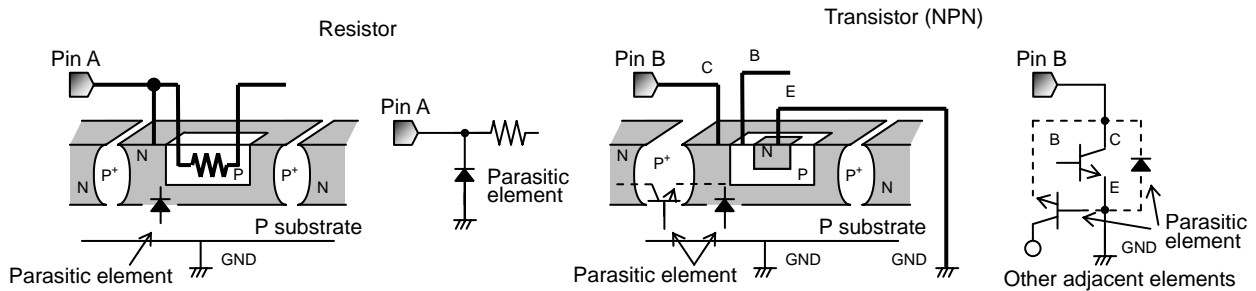 Resistor
Transistor (NPN)
Pin A
Pin B
C
B
E
Pin B
Pin A
N
P⁺
N
P
P⁺
N
Parasitic
element
P substrate
GND
Parasitic element
N
P⁺
N
P
P⁺
N
P substrate
GND
GND
Parasitic element
B
C
E
GND
Parasitic
element
Other adjacent elements